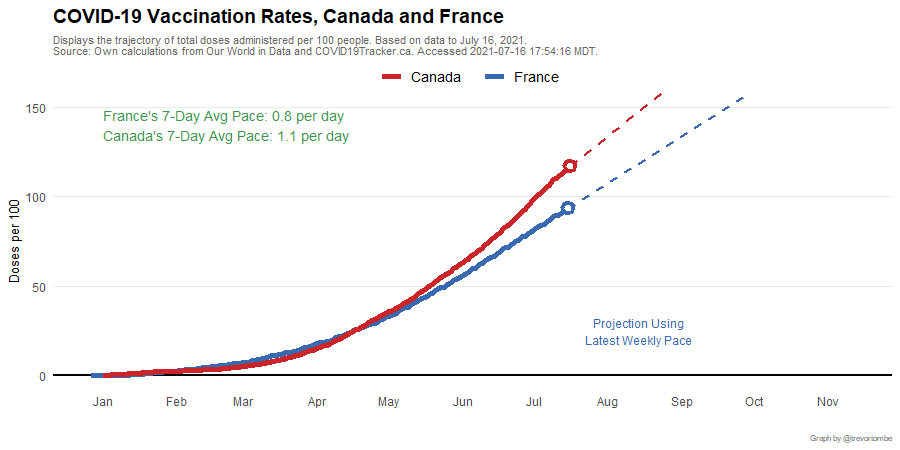 COVID-19 Vaccination Rates, Canada and France
Displays the trajectory of total doses administered per 100 people. Based on data to July 16, 2021.
Source: Own calculations from Our World in Data and COVID19Tracker.ca. Accessed 2021-07-16 17:54:16 MDT.
Canada France
France's 7-Day Avg Pace: 0.8 per day
Canada's 7-Day Avg Pace: 1.1 per day
Doses per 100
150
100
50
0
Projection Using
Latest Weekly Pace
Jan Feb Mar Apr May Jun Jul Aug Sep Oct Nov
Graph by @trevortombe